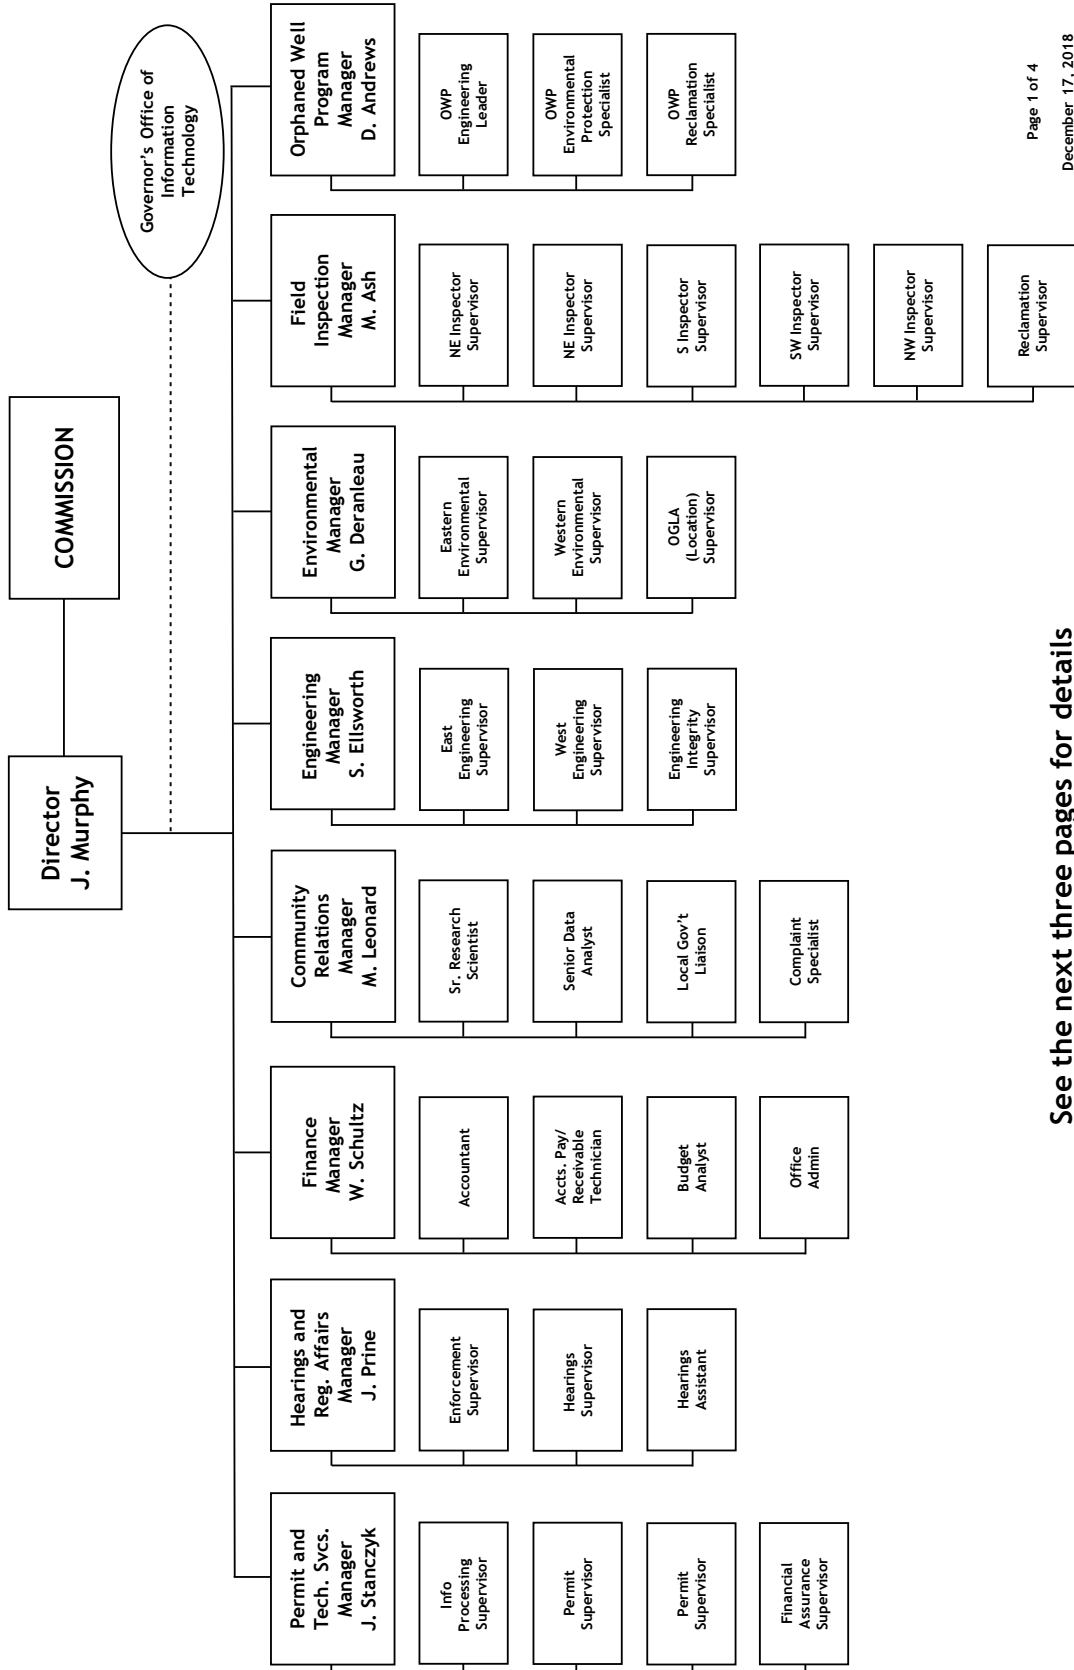 COMMISSION
Director
J. Murphy
Governor's Office of
Information
Technology
Permit and
Tech. Svcs.
Manager
J. Stanczyk
Info
Processing
Supervisor
Permit
Supervisor
Permit
Supervisor
Financial
Assurance
Supervisor
Hearings and
Reg. Affairs
Manager
J. Prine
Enforcement
Supervisor
Hearings
Supervisor
Hearings
Assistant
Finance
Manager
W. Schultz
Accountant
Accts. Pay/
Receivable
Technician
Budget
Analyst
Office
Admin
Community
Relations
Manager
M. Leonard
Sr. Research
Scientist
Senior Data
Analyst
Local Gov't
Liaison
Complaint
Specialist
Engineering
Manager
S. Ellsworth
East
Engineering
Supervisor
West
Engineering
Supervisor
Engineering
Integrity
Supervisor
Environmental
Manager
G. Deranleau
Eastern
Environmental
Supervisor
Western
Environmental
Supervisor
OGLA
(Location)
Supervisor
Field
Inspection
Manager
M. Ash
NE Inspector
Supervisor
NE Inspector
Supervisor
S Inspector
Supervisor
SW Inspector
Supervisor
NW Inspector
Supervisor
Reclamation
Supervisor
Orphaned Well
Program
Manager
D. Andrews
OWP
Engineering
Leader
OWP
Environmental
Protection
Specialist
OWP
Reclamation
Specialist
See the next three pages for details
Page 1 of 4
December 17, 2018